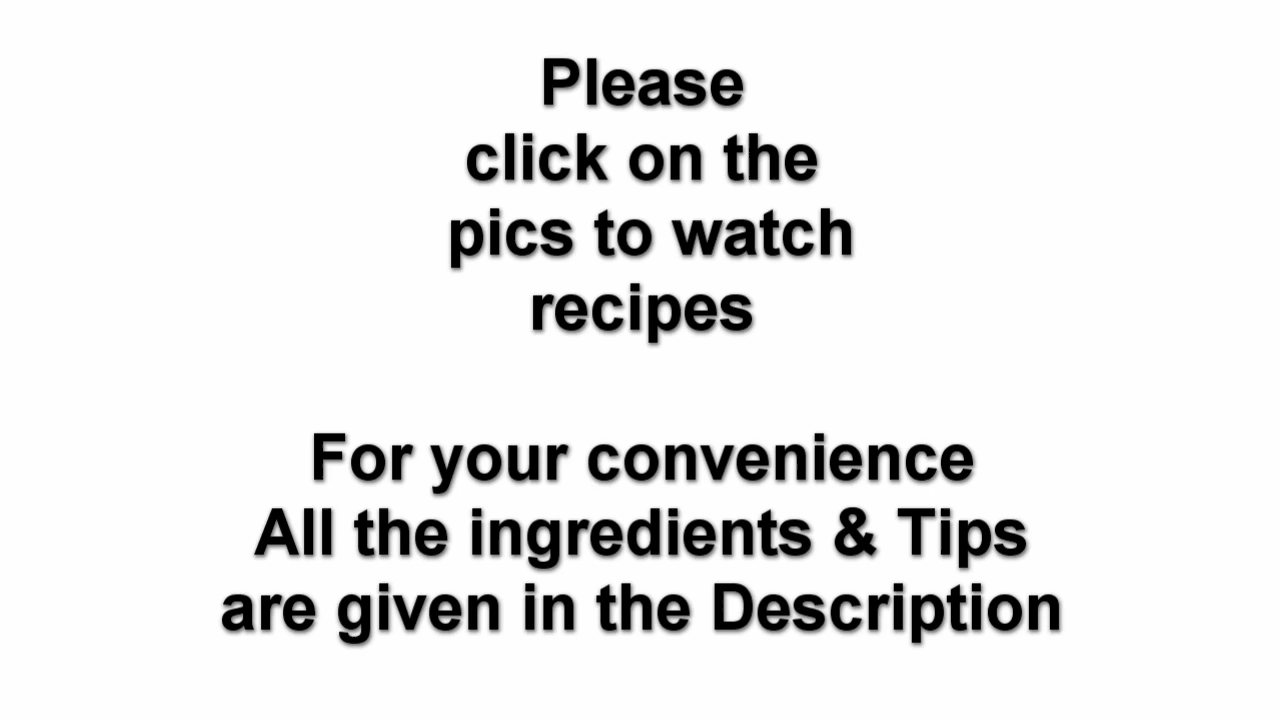 Please
click on the
pics to watch
recipes
For your convenience
All the ingredients & Tips
are given in the Description